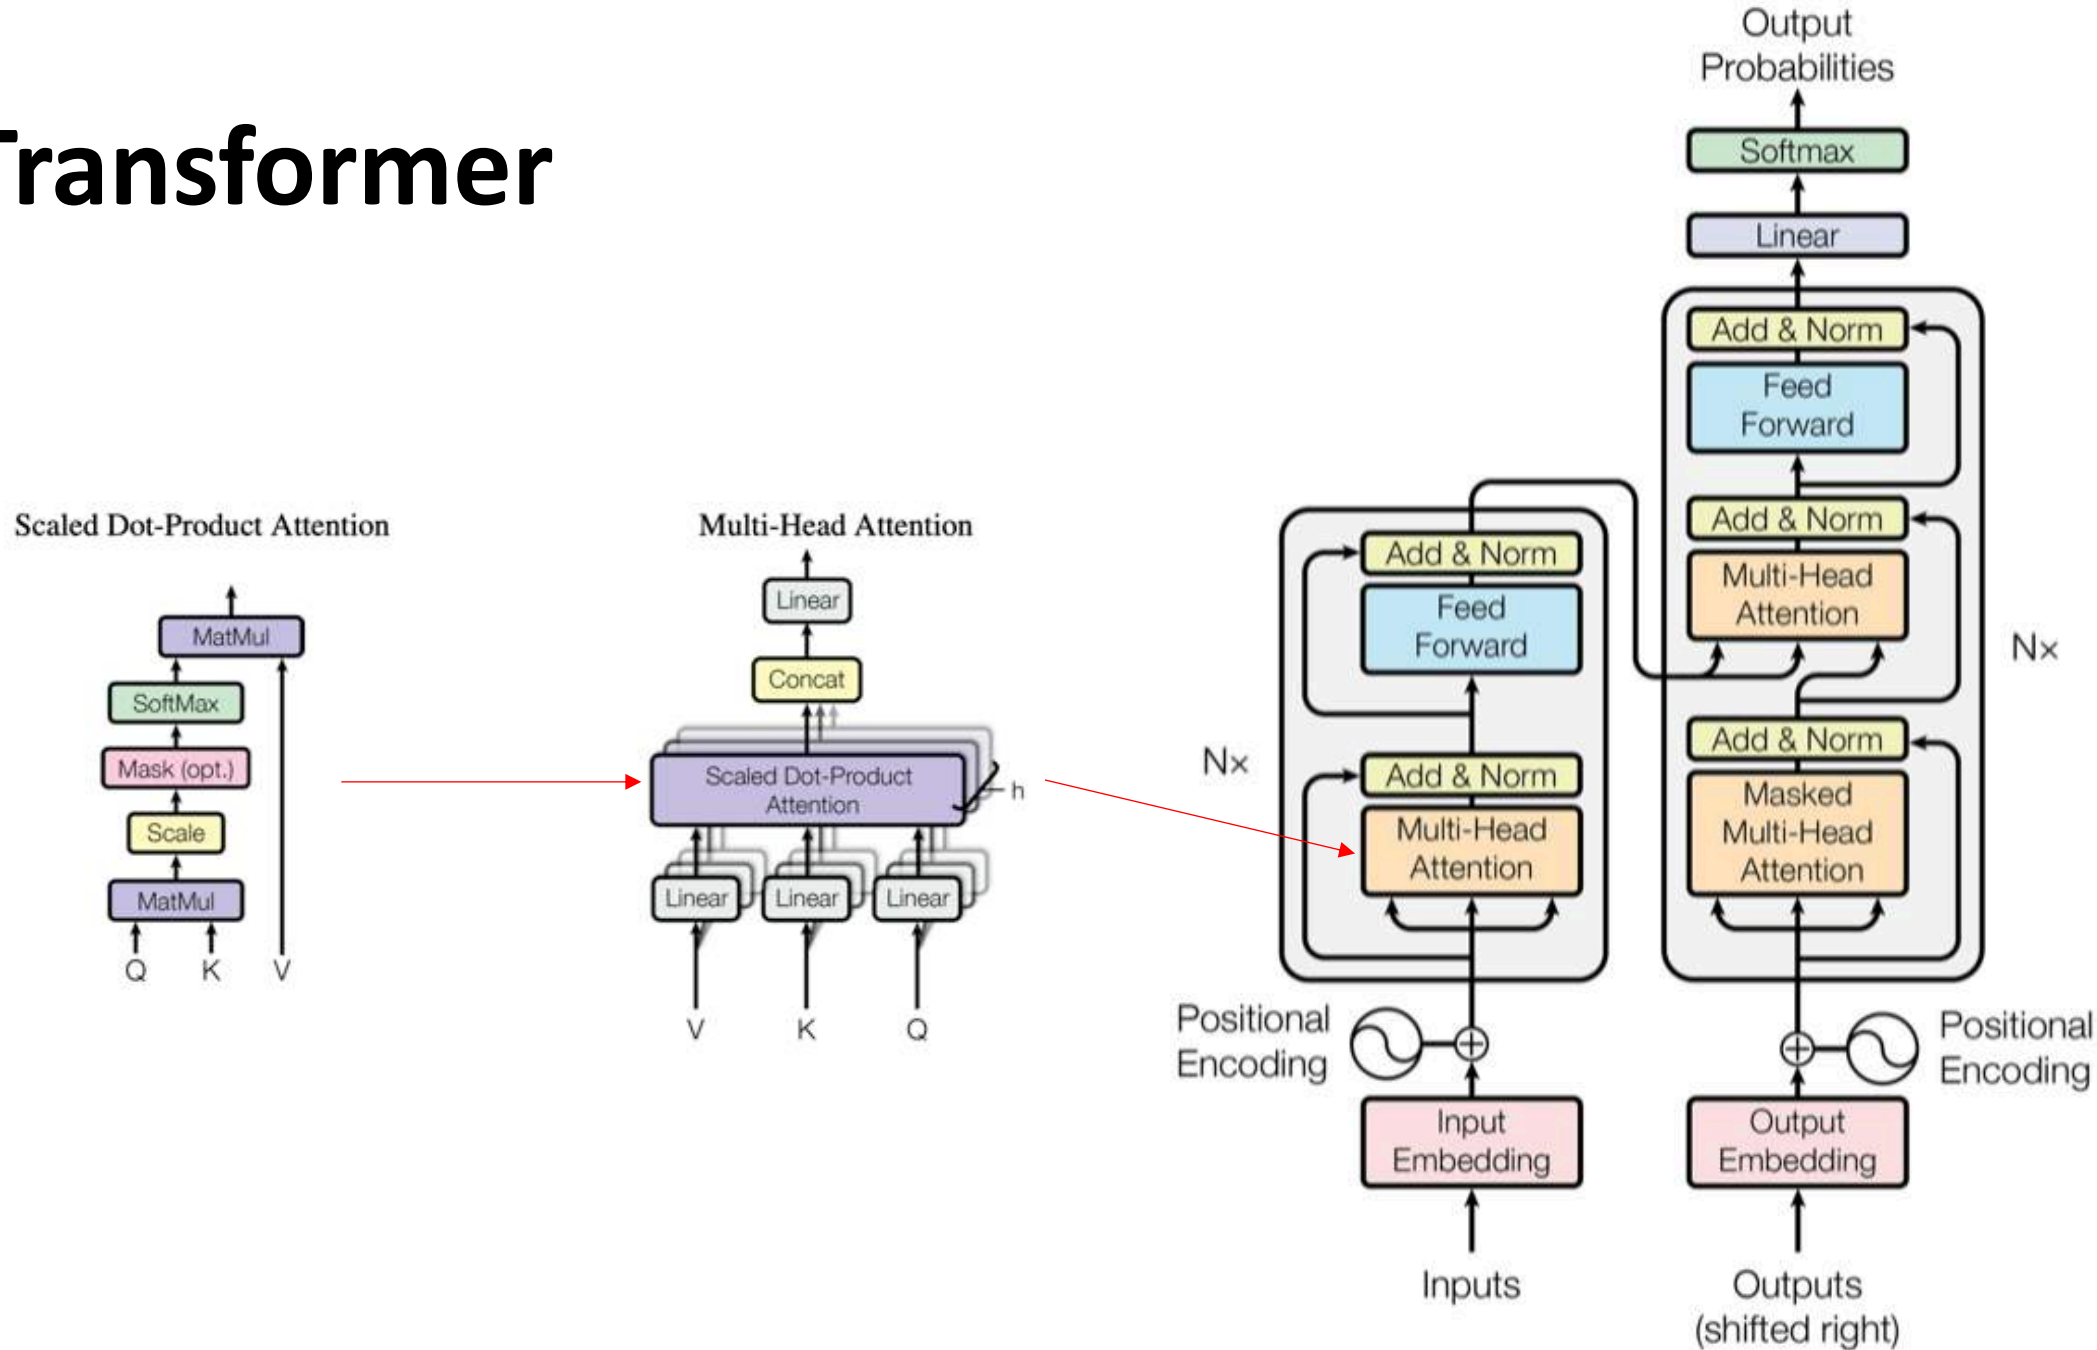 Transformer
Scaled Dot-Product Attention
MatMul
SoftMax
Mask (opt.)
Scale
MatMul
Q K V
Multi-Head Attention
Linear
Concat
Scaled Dot-Product
Attention
h
Linear Linear Linear
V K Q
Output
Probabilities
Softmax
Linear
Add & Norm
Feed
Forward
Add & Norm
Multi-Head
Attention
Nx
Add & Norm
Masked
Multi-Head
Attention
Positional
Encoding
Output
Embedding
Outputs
(shifted right)
Add & Norm
Feed
Forward
Nx
Add & Norm
Multi-Head
Attention
Positional
Encoding
Input
Embedding
Inputs